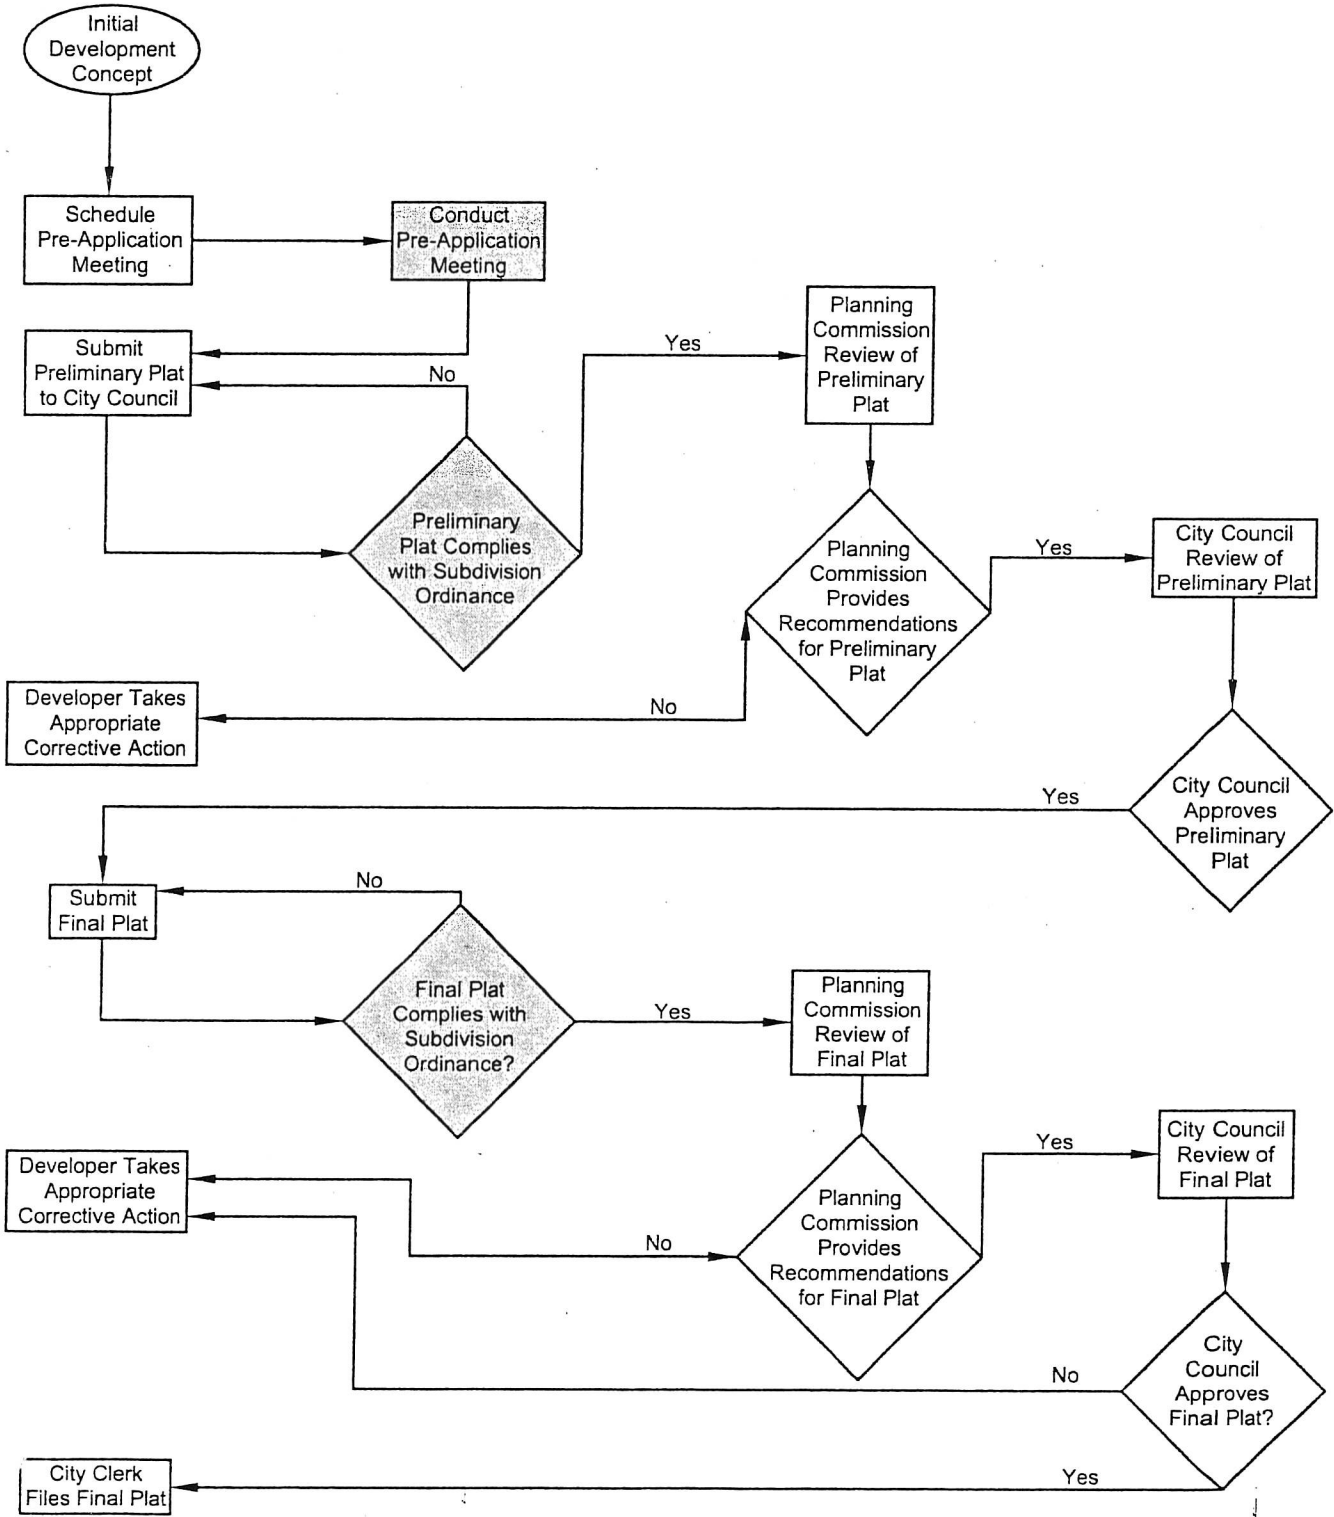 Initial
Development
Concept
Schedule
Pre-Application
Meeting
Conduct
Pre-Application
Meeting
Submit
Preliminary Plat
to City Council
No
Yes
Planning
Commission
Review of
Preliminary
Plat
Preliminary
Plat Complies
with Subdivision
Ordinance
Planning
Commission
Provides
Recommendations
for Preliminary
Plat
Yes
City Council
Review of
Preliminary Plat
Developer Takes
Appropriate
Corrective Action
No
Yes
City Council
Approves
Preliminary
Plat
Submit
Final Plat
No
Final Plat
Complies with
Subdivision
Ordinance?
Yes
Planning
Commission
Review of
Final Plat
Developer Takes
Appropriate
Corrective Action
No
Planning
Commission
Provides
Recommendations
for Final Plat
Yes
City Council
Review of
Final Plat
No
City
Council
Approves
Final Plat?
City Clerk
Files Final Plat
Yes